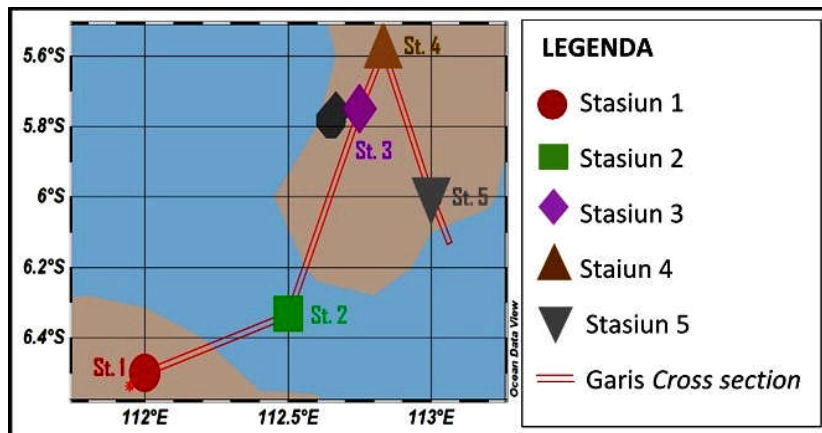 5.6°S
5.8°S
6°S
6.2°S
6.4°S
112°E
112.5°E
113°E
St. 4
St. 3
St. 5
St. 2
St. 1
Ocean Data View
LEGENDA
Stasiun 1
Stasiun 2
Stasiun 3
Staiun 4
Stasiun 5
Garis Cross section